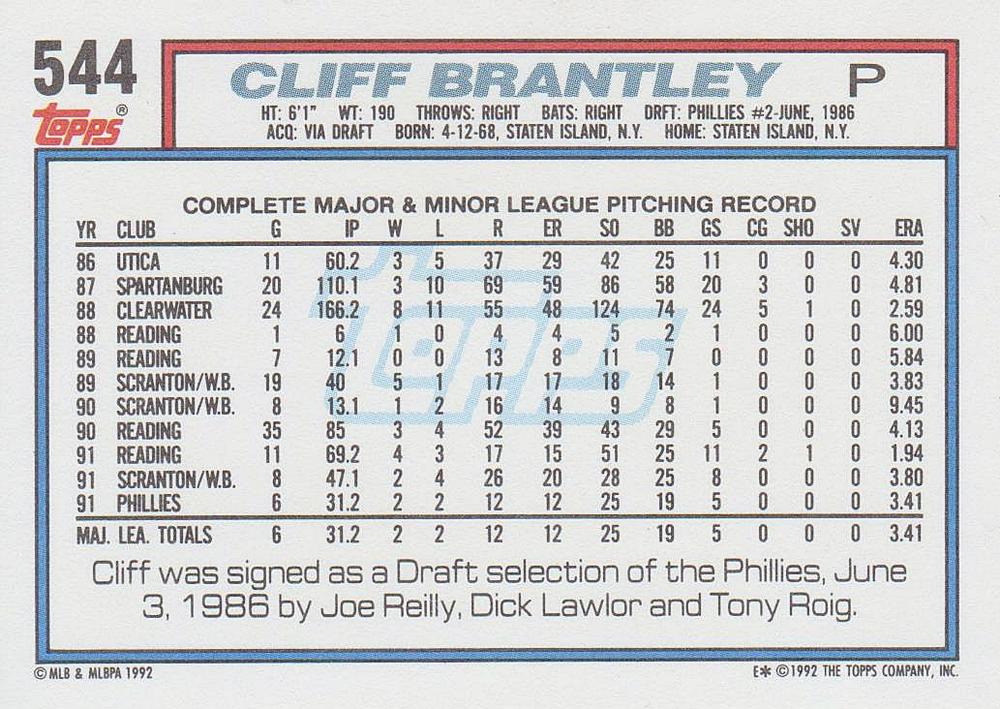 544
Topps®
CLIFF BRANTLEY P
HT: 6'1" WT: 190 THROWS: RIGHT BATS: RIGHT DRFT: PHILLIES #2-JUNE, 1986
ACQ: VIA DRAFT BORN: 4-12-68, STATEN ISLAND, N.Y. HOME: STATEN ISLAND, N.Y.
COMPLETE MAJOR & MINOR LEAGUE PITCHING RECORD
YR CLUB G IP W L R ER SO BB GS CG SHO SV ERA
86 UTICA 11 60.2 3 5 37 29 42 25 11 0 0 0 4.30
87 SPARTANBURG 20 110.1 3 10 69 59 86 58 20 3 0 0 4.81
88 CLEARWATER 24 166.2 8 11 55 48 124 74 24 5 1 0 2.59
88 READING 1 6 1 0 4 4 5 2 1 0 0 0 6.00
89 READING 7 12.1 0 0 13 8 11 7 0 0 0 0 5.84
89 SCRANTON/W.B. 19 40 5 1 17 17 18 14 1 0 0 0 3.83
90 SCRANTON/W.B. 8 13.1 1 2 16 14 9 8 1 0 0 0 9.45
90 READING 35 85 3 4 52 39 43 29 5 0 0 0 4.13
91 READING 11 69.2 4 3 17 15 51 25 11 2 1 0 1.94
91 SCRANTON/W.B. 8 47.1 2 4 26 20 28 25 8 0 0 0 3.80
91 PHILLIES 6 31.2 2 2 12 12 25 19 5 0 0 0 3.41
MAJ. LEA. TOTALS 6 31.2 2 2 12 12 25 19 5 0 0 0 3.41
Topps
Cliff was signed as a Draft selection of the Phillies, June
3, 1986 by Joe Reilly, Dick Lawlor and Tony Roig.
© MLB & MLBPA 1992 E* © 1992 THE TOPPS COMPANY, INC.